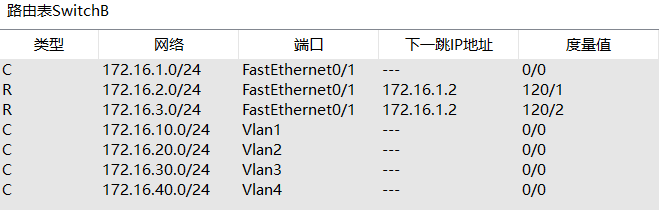 路由表SwitchB
类型 网络 端口 下一跳IP地址 度量值
C 172.16.1.0/24 FastEthernet0/1 --- 0/0
R 172.16.2.0/24 FastEthernet0/1 172.16.1.2 120/1
R 172.16.3.0/24 FastEthernet0/1 172.16.1.2 120/2
C 172.16.10.0/24 Vlan1 --- 0/0
C 172.16.20.0/24 Vlan2 --- 0/0
C 172.16.30.0/24 Vlan3 --- 0/0
C 172.16.40.0/24 Vlan4 --- 0/0